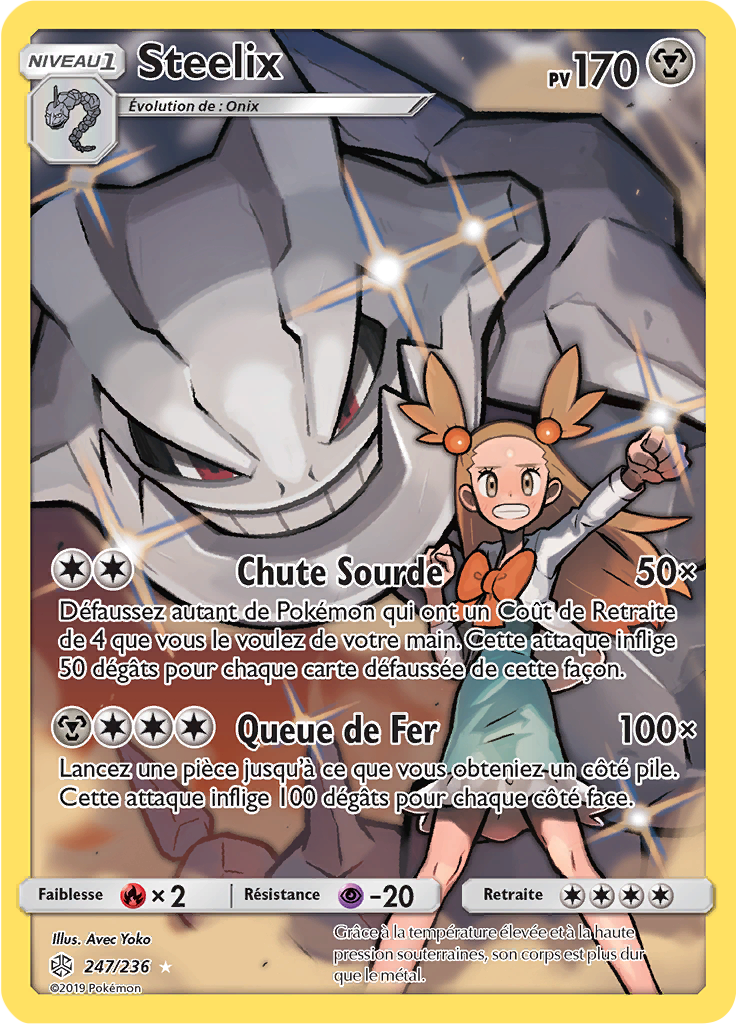 NIVEAU1
Steelix
PV170
Évolution de : Onix
Chute Sourde 50×
Défaussez autant de Pokémon qui ont un Coût de Retraite
de 4 que vous le voulez de votre main. Cette attaque inflige
50 dégâts pour chaque carte défaussée de cette façon.
Queue de Fer 100×
Lancez une pièce jusqu'à ce que vous obteniez un côté pile.
Cette attaque inflige 100 dégâts pour chaque côté face.
Faiblesse × 2 Résistance -20 Retraite
Illus. Avec Yoko
247/236
©2019 Pokémon
Grâce à la température élevée et à la haute
pression souterraines, son corps est plus dur
que le métal.